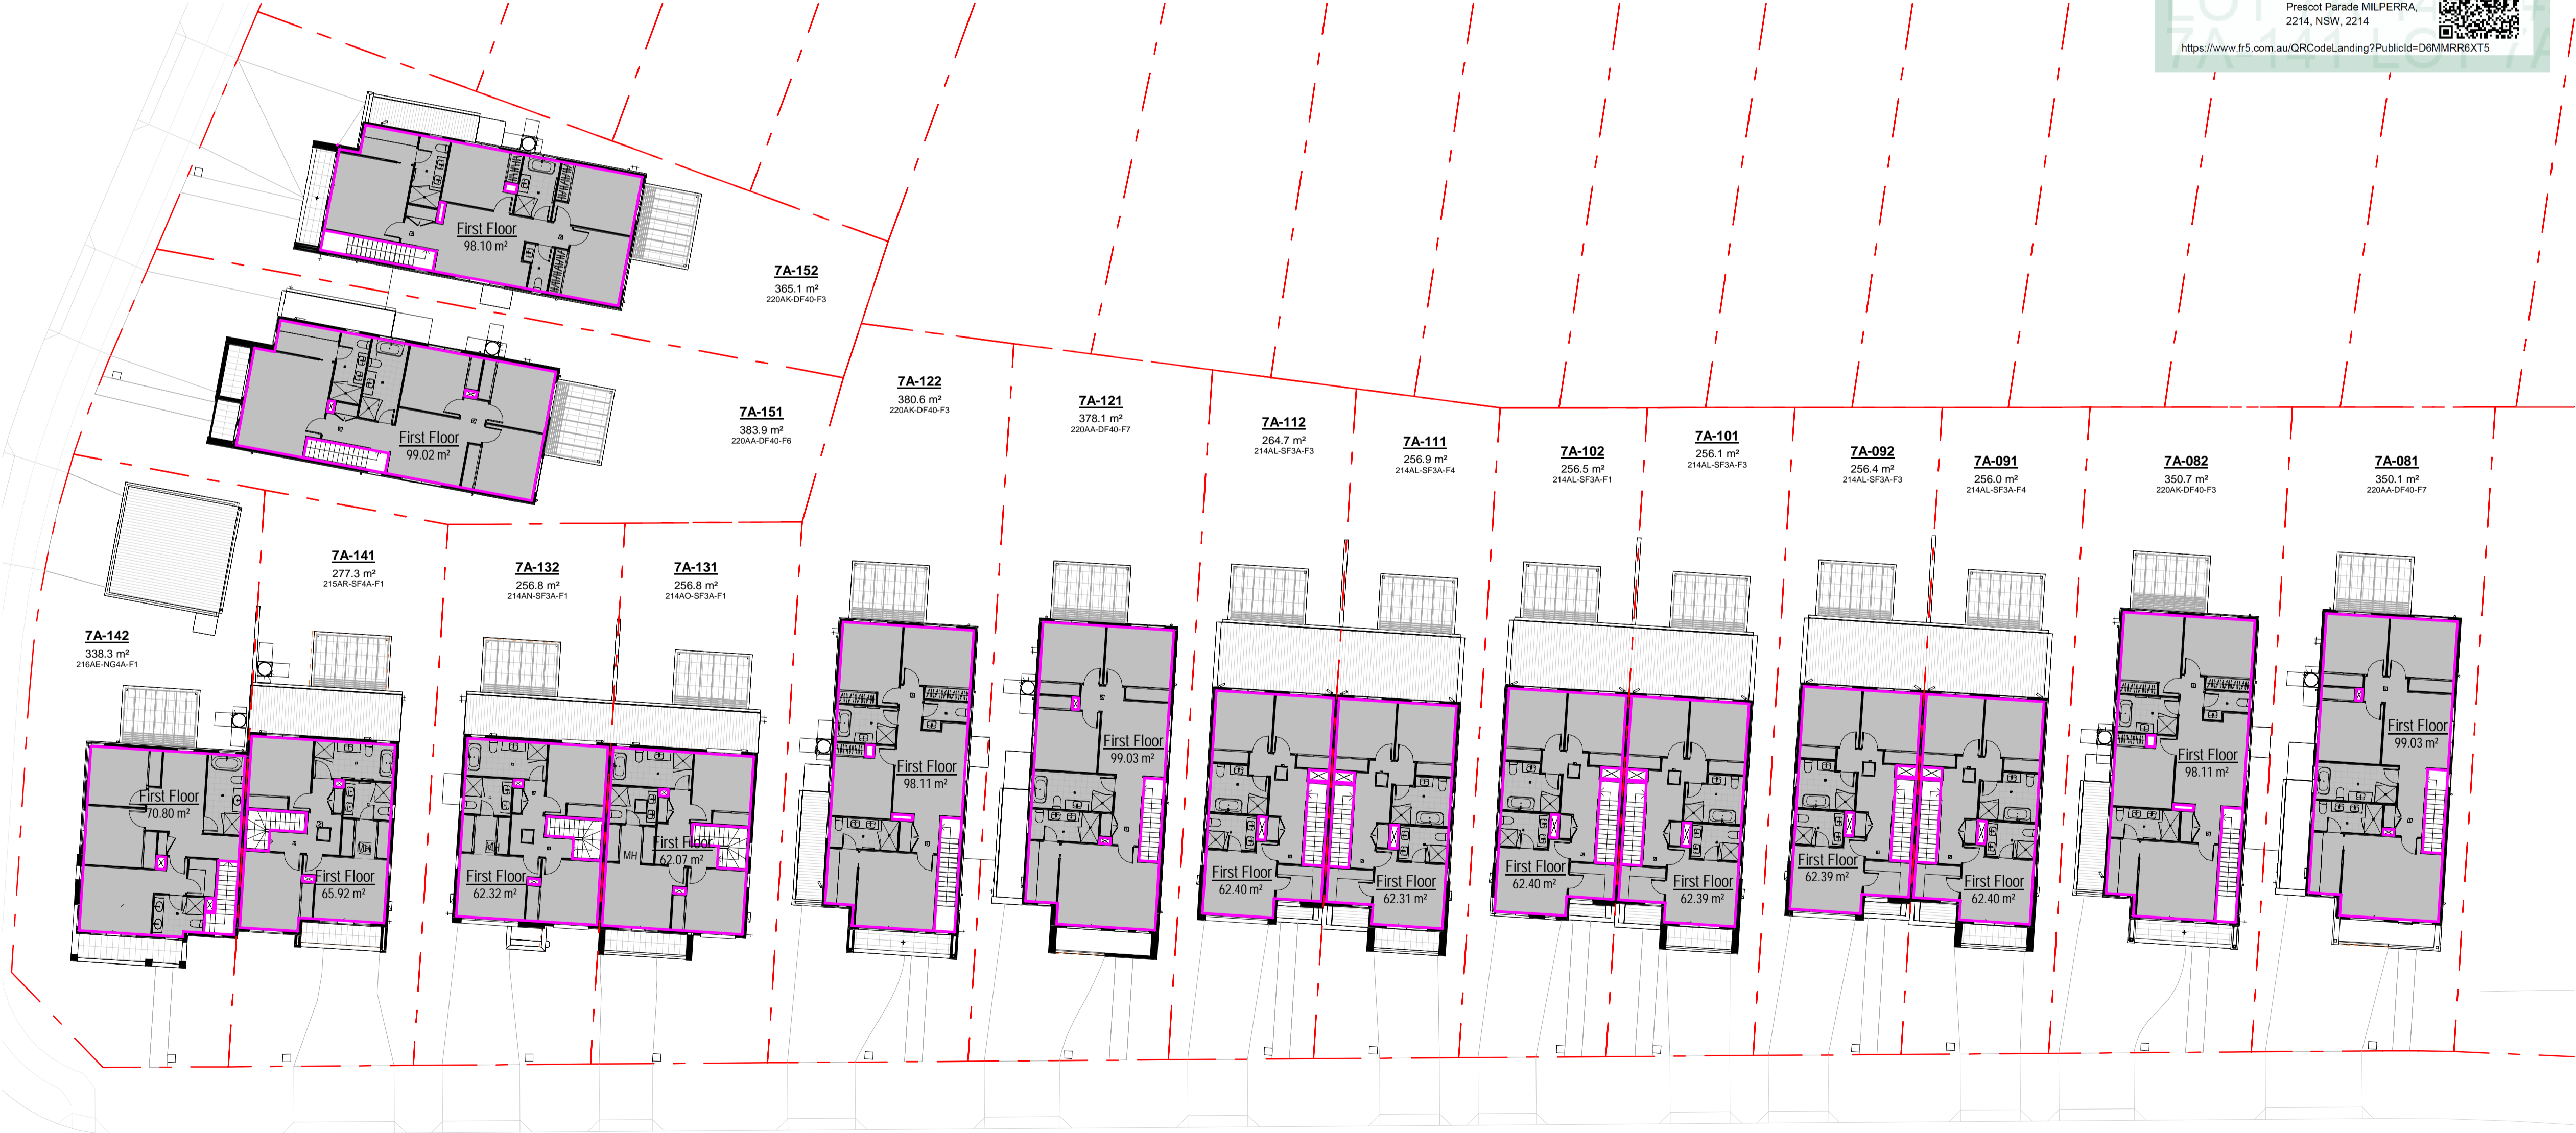 LOT
Prescot Parade MILPERRA,
2214, NSW, 2214
https://www.fr5.com.au/QRCodeLanding?PublicId=D6MMRR6XT5
7A-141 LOT 7A
First Floor
98.10 m²
7A-152
365.1 m²
220AK-DF40-F3
First Floor
99.02 m²
7A-151
383.9 m²
220AA-DF40-F6
7A-122
380.6 m²
220AK-DF40-F3
7A-121
378.1 m²
220AA-DF40-F7
7A-112
264.7 m²
214AL-SF3A-F3
7A-111
256.9 m²
214AL-SF3A-F4
7A-102
256.5 m²
214AL-SF3A-F1
7A-101
256.1 m²
214AL-SF3A-F3
7A-092
256.4 m²
214AL-SF3A-F3
7A-091
256.0 m²
214AL-SF3A-F4
7A-082
350.7 m²
220AK-DF40-F3
7A-081
350.1 m²
220AA-DF40-F7
7A-141
277.3 m²
215AR-SF4A-F1
7A-132
256.8 m²
214AN-SF3A-F1
7A-131
256.8 m²
214AO-SF3A-F1
7A-142
338.3 m²
216AE-NG4A-F1
First Floor
70.80 m²
MH
First Floor
65.92 m²
MH
First Floor
62.32 m²
MH
First Floor
62.07 m²
First Floor
98.11 m²
First Floor
99.03 m²
First Floor
62.40 m²
First Floor
62.31 m²
First Floor
62.40 m²
First Floor
62.39 m²
First Floor
62.39 m²
First Floor
62.40 m²
First Floor
98.11 m²
First Floor
99.03 m²